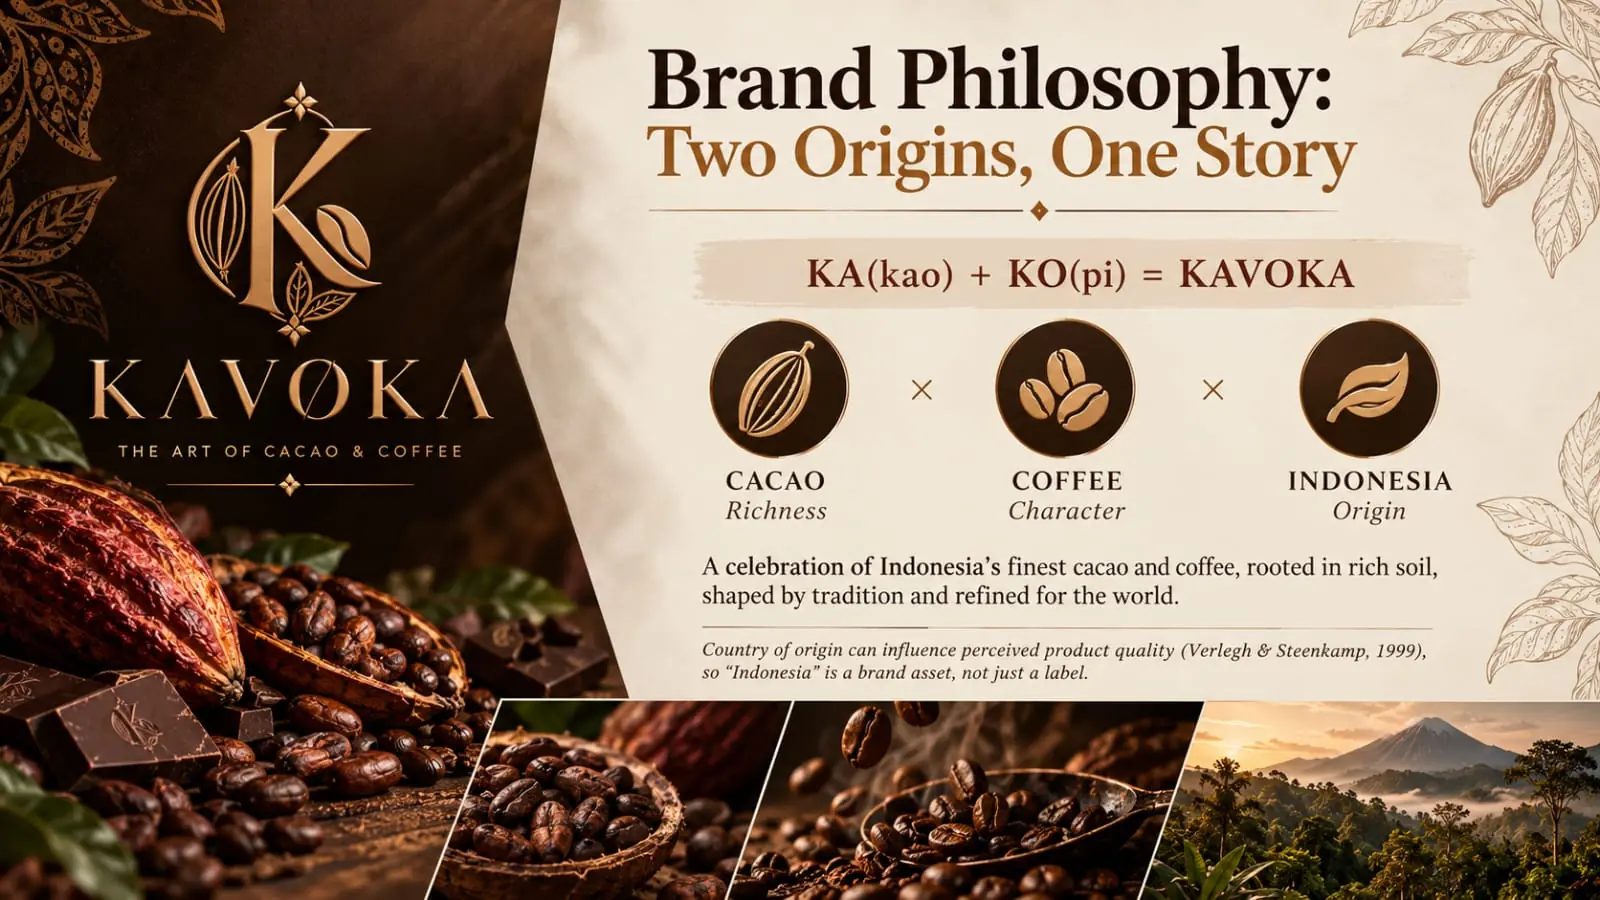 KAVOKA
THE ART OF CACAO & COFFEE
Brand Philosophy:
Two Origins, One Story
KA(kao) + KO(pi) = KAVOKA
CACAO
Richness
×
COFFEE
Character
×
INDONESIA
Origin
A celebration of Indonesia's finest cacao and coffee, rooted in rich soil,
shaped by tradition and refined for the world.
Country of origin can influence perceived product quality (Verlegh & Steenkamp, 1999),
so “Indonesia” is a brand asset, not just a label.